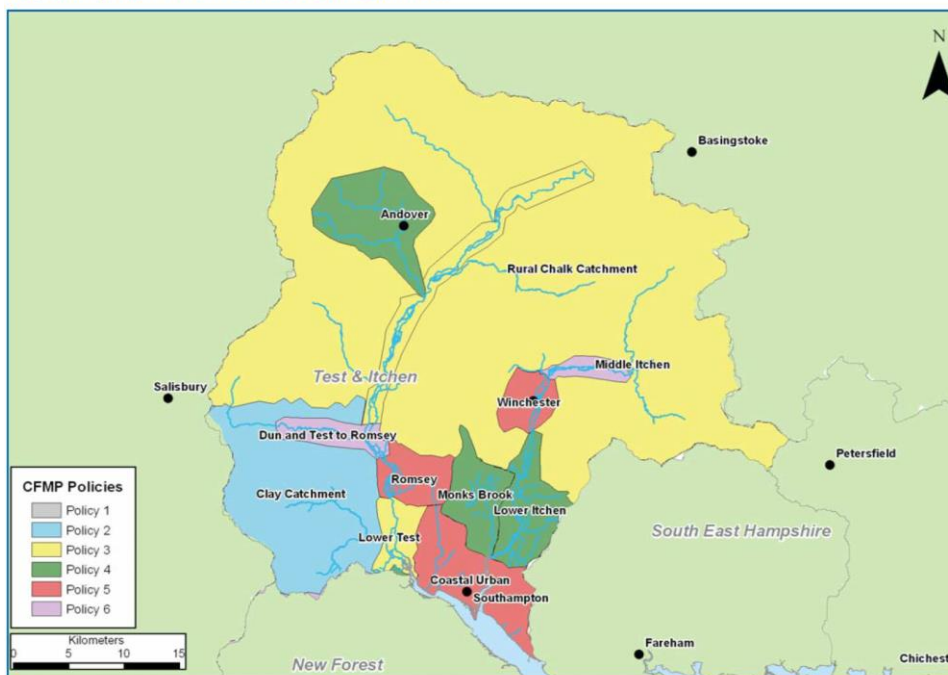 N
Basingstoke
Andover
Rural Chalk Catchment
Middle Itchen
Test & Itchen
Salisbury
Winchester
Dun and Test to Romsey
Petersfield
CFMP Policies
Policy 1
Policy 2
Policy 3
Policy 4
Policy 5
Policy 6
Romsey
Monks Brook
Clay Catchment
Lower Itchen
South East Hampshire
Lower Test
Coastal Urban
Southampton
Kilometers
0 5 10 15
Fareham
New Forest
Chichest